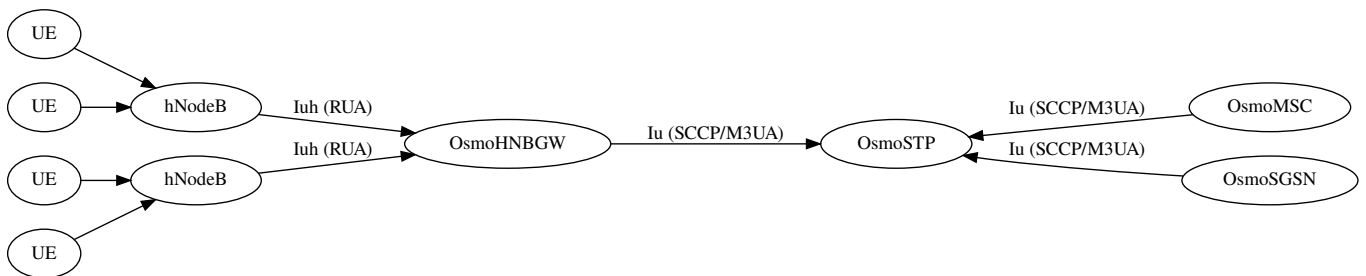 UE
UE
UE
UE
hNodeB
hNodeB
Iuh (RUA)
Iuh (RUA)
OsmoHNBGW
Iu (SCCP/M3UA)
OsmoSTP
Iu (SCCP/M3UA)
Iu (SCCP/M3UA)
OsmoMSC
OsmoSGSN